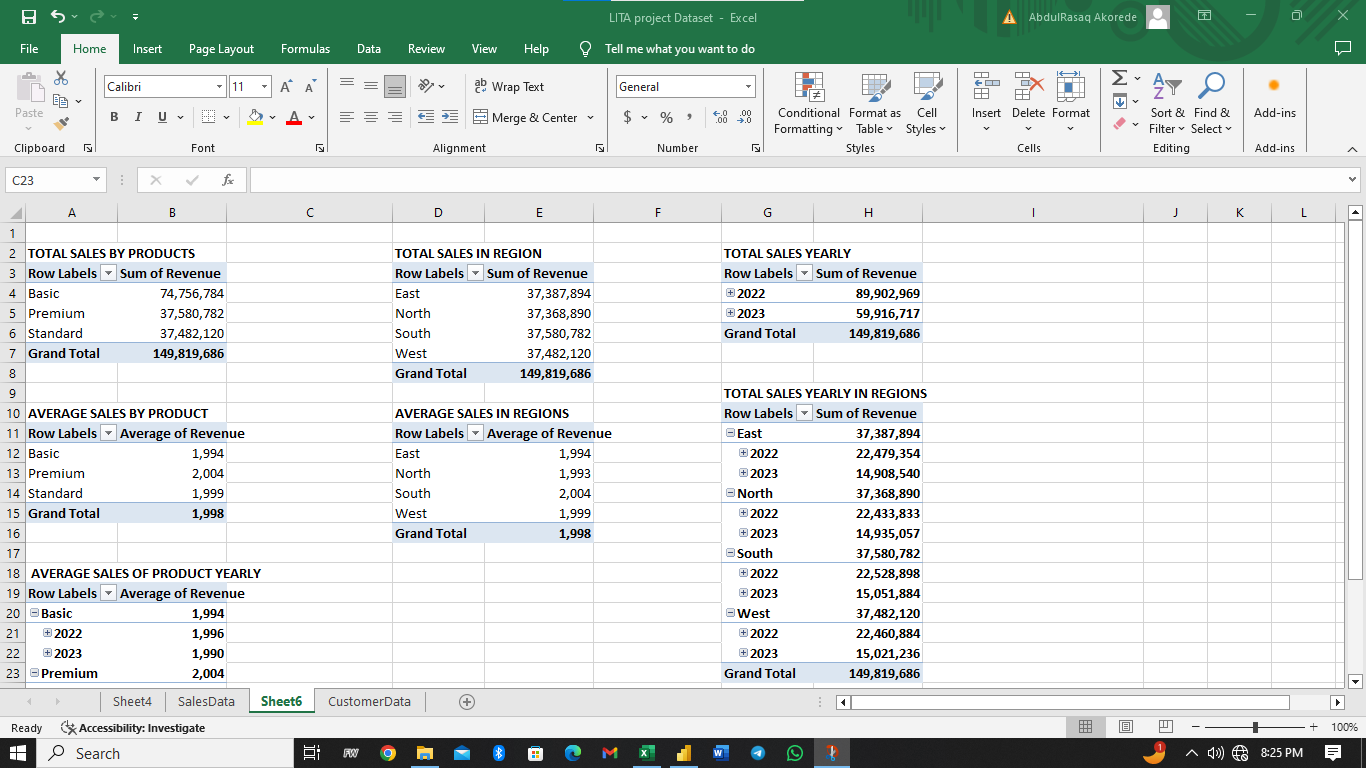 LITA project Dataset - Excel
AbdulRasaq Akorede
File Home Insert Page Layout Formulas Data Review View Help Tell me what you want to do
Paste
Clipboard
Calibri 11
B I U
Font
Wrap Text
Merge & Center
Alignment
General
$ % ,
Number
Conditional Formatting
Format as Table
Cell Styles
Styles
Insert Delete Format
Cells
Sort & Filter
Find & Select
Editing
Add-ins
Add-ins
C23 fx
A B C D E F G H I J K L
1
2 TOTAL SALES BY PRODUCTS TOTAL SALES IN REGION TOTAL SALES YEARLY
3 Row Labels Sum of Revenue Row Labels Sum of Revenue Row Labels Sum of Revenue
4 Basic 74,756,784 East 37,387,894 2022 89,902,969
5 Premium 37,580,782 North 37,368,890 2023 59,916,717
6 Standard 37,482,120 South 37,580,782 Grand Total 149,819,686
7 Grand Total 149,819,686 West 37,482,120
8 Grand Total 149,819,686
9 TOTAL SALES YEARLY IN REGIONS
10 AVERAGE SALES BY PRODUCT AVERAGE SALES IN REGIONS Row Labels Sum of Revenue
11 Row Labels Average of Revenue Row Labels Average of Revenue East 37,387,894
12 Basic 1,994 East 1,994 2022 22,479,354
13 Premium 2,004 North 1,993 2023 14,908,540
14 Standard 1,999 South 2,004 North 37,368,890
15 Grand Total 1,998 West 1,999 2022 22,433,833
16 Grand Total 1,998 2023 14,935,057
17 South 37,580,782
18 AVERAGE SALES OF PRODUCT YEARLY 2022 22,528,898
19 Row Labels Average of Revenue 2023 15,051,884
20 Basic 1,994 West 37,482,120
21 2022 1,996 2022 22,460,884
22 2023 1,990 2023 15,021,236
23 Premium 2,004 Grand Total 149,819,686
Sheet4 SalesData Sheet6 CustomerData
Ready Accessibility: Investigate 100%
Search 8:25 PM